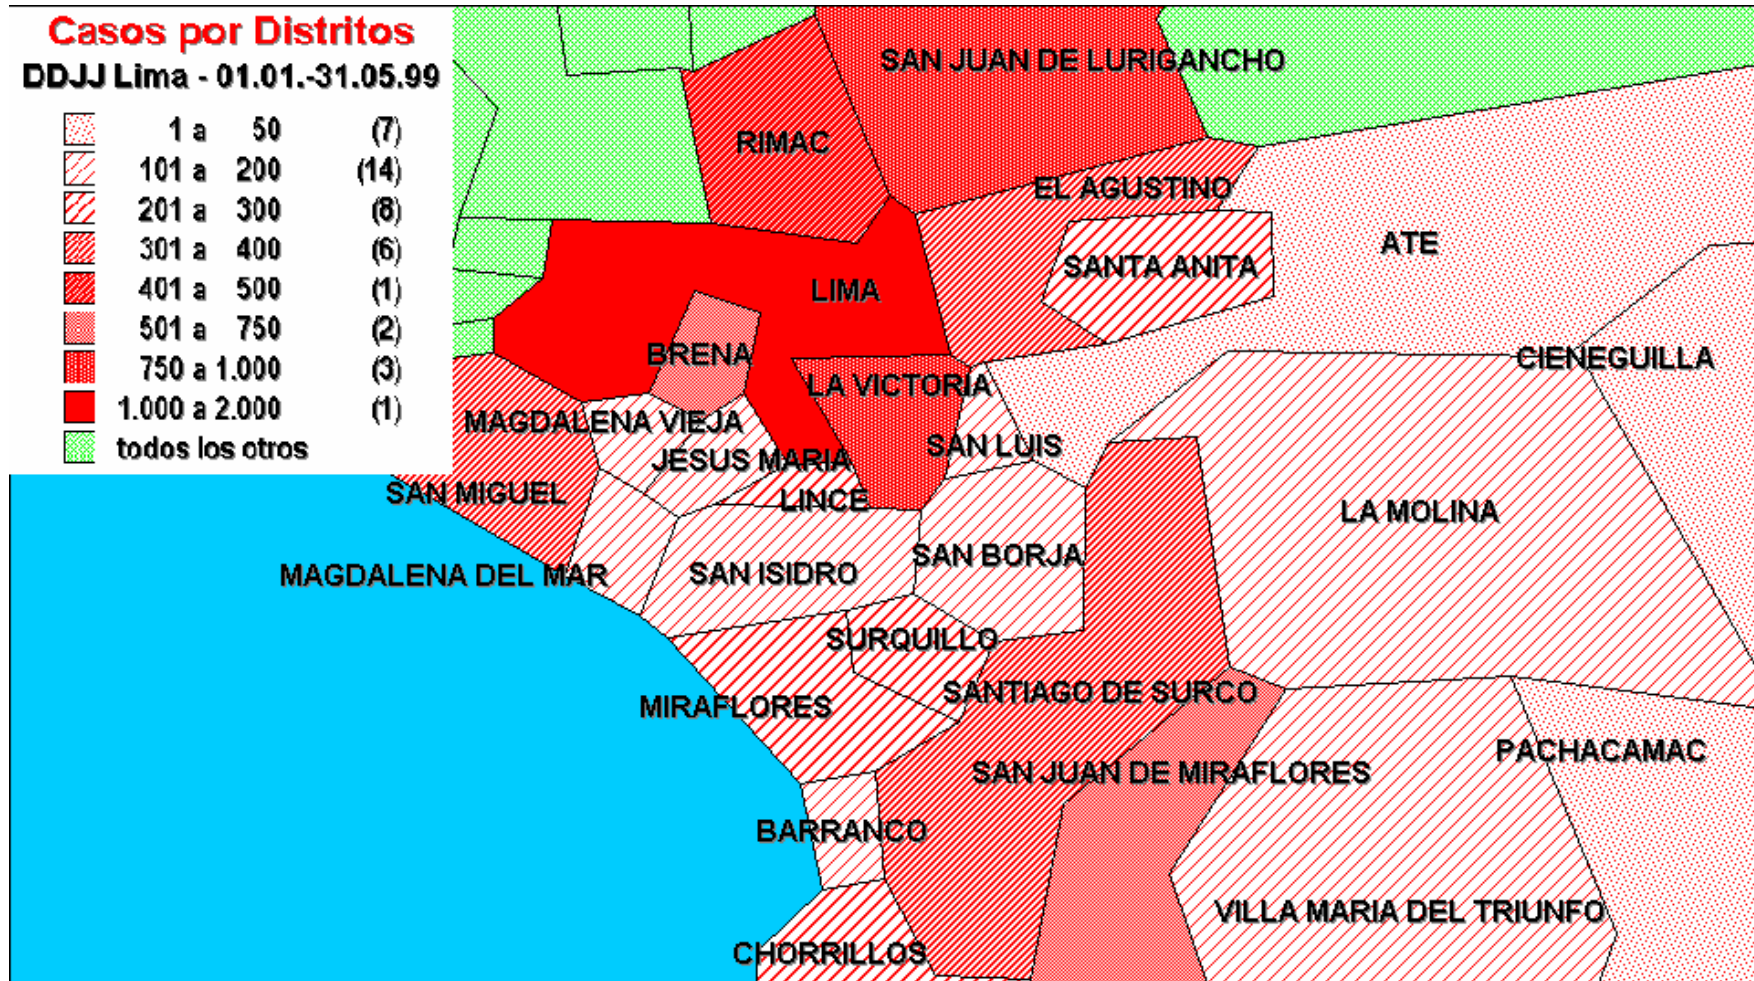 Casos por Distritos
DDJJ Lima - 01.01.-31.05.99
1 a 50 (7)
101 a 200 (14)
201 a 300 (8)
301 a 400 (6)
401 a 500 (1)
501 a 750 (2)
750 a 1.000 (3)
1.000 a 2.000 (1)
todos los otros
SAN JUAN DE LURIGANCHO
RIMAC
EL AGUSTINO
ATE
SANTA ANITA
LIMA
BRENA
CIENEGUILLA
LA VICTORIA
MAGDALENA VIEJA
SAN LUIS
JESUS MARIA
SAN MIGUEL
LINCE
LA MOLINA
SAN BORJA
MAGDALENA DEL MAR
SAN ISIDRO
SURQUILLO
SANTIAGO DE SURCO
MIRAFLORES
PACHACAMAC
SAN JUAN DE MIRAFLORES
BARRANCO
VILLA MARIA DEL TRIUNFO
CHORRILLOS